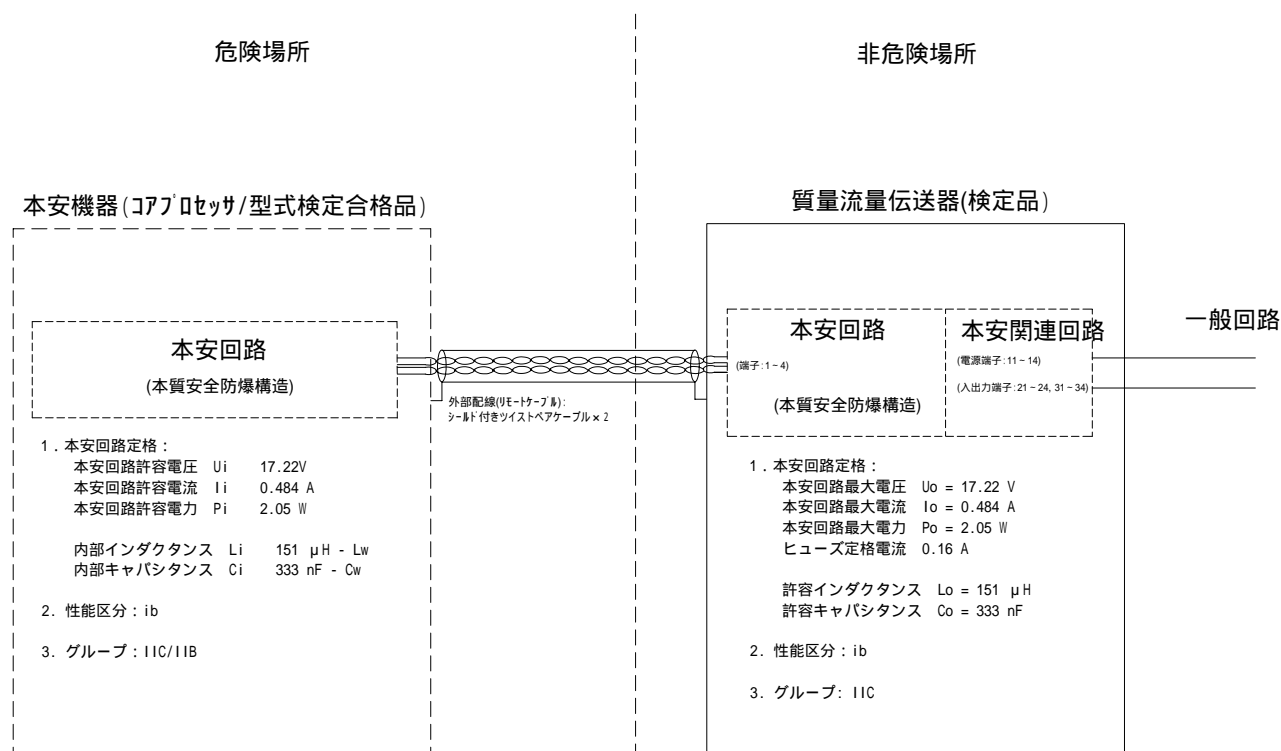 危険場所
非危険場所
本安機器(コアプロセッサ/型式検定合格品)
質量流量伝送器(検定品)
本安回路
(本質安全防爆構造)
外部配線(リモートケーブル):
シールド付きツイストペアケーブル×2
(端子:1~4)
本安回路
(本質安全防爆構造)
本安関連回路
(電源端子:11~14)
(入出力端子:21~24, 31~34)
一般回路
1.本安回路定格:
本安回路許容電圧 Ui 17.22V
本安回路許容電流 Ii 0.484 A
本安回路許容電力 Pi 2.05 W
内部インダクタンス Li 151 μH - Lw
内部キャパシタンス Ci 333 nF - Cw
2. 性能区分:ib
3. グループ:IIC/IIB
1.本安回路定格:
本安回路最大電圧 Uo = 17.22 V
本安回路最大電流 Io = 0.484 A
本安回路最大電力 Po = 2.05 W
ヒューズ定格電流 0.16 A
許容インダクタンス Lo = 151 μH
許容キャパシタンス Co = 333 nF
2. 性能区分:ib
3. グループ: IIC